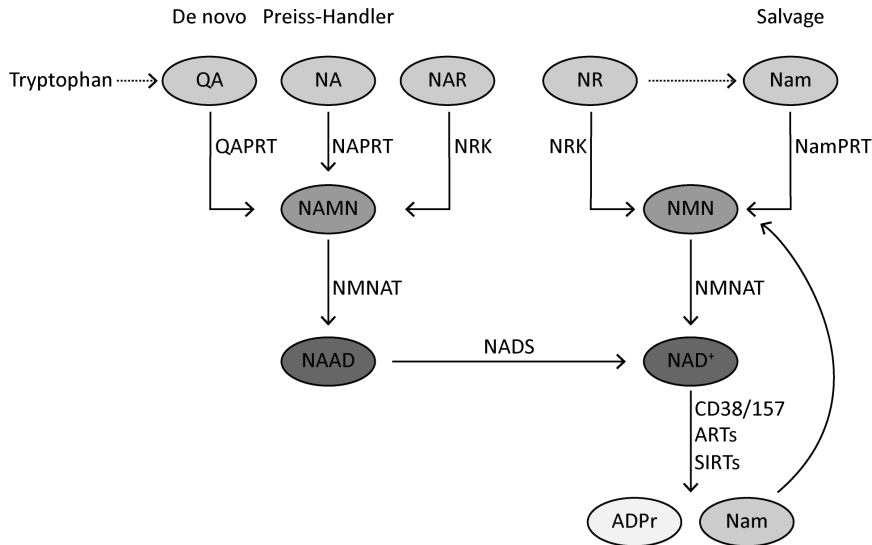 De novo Preiss-Handler Salvage
Tryptophan QA NA NAR NR Nam
QAPRT NAPRT NRK NRK NamPRT
NAMN NMN
NMNAT NMNAT
NADS
NAAD NAD⁺
CD38/157
ARTs
SIRTs
ADPr Nam